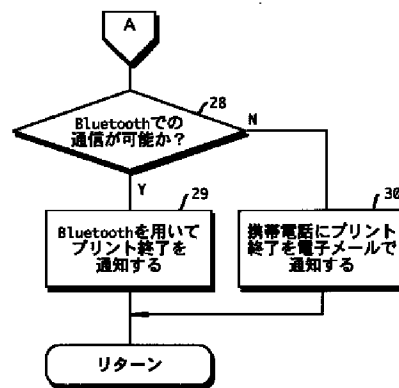 A
28
Bluetoothでの
通信が可能か?
N
Y
29
Bluetoothを用いて
プリント終了を
通知する
30
携帯電話にプリント
終了を電子メールで
通知する
リターン